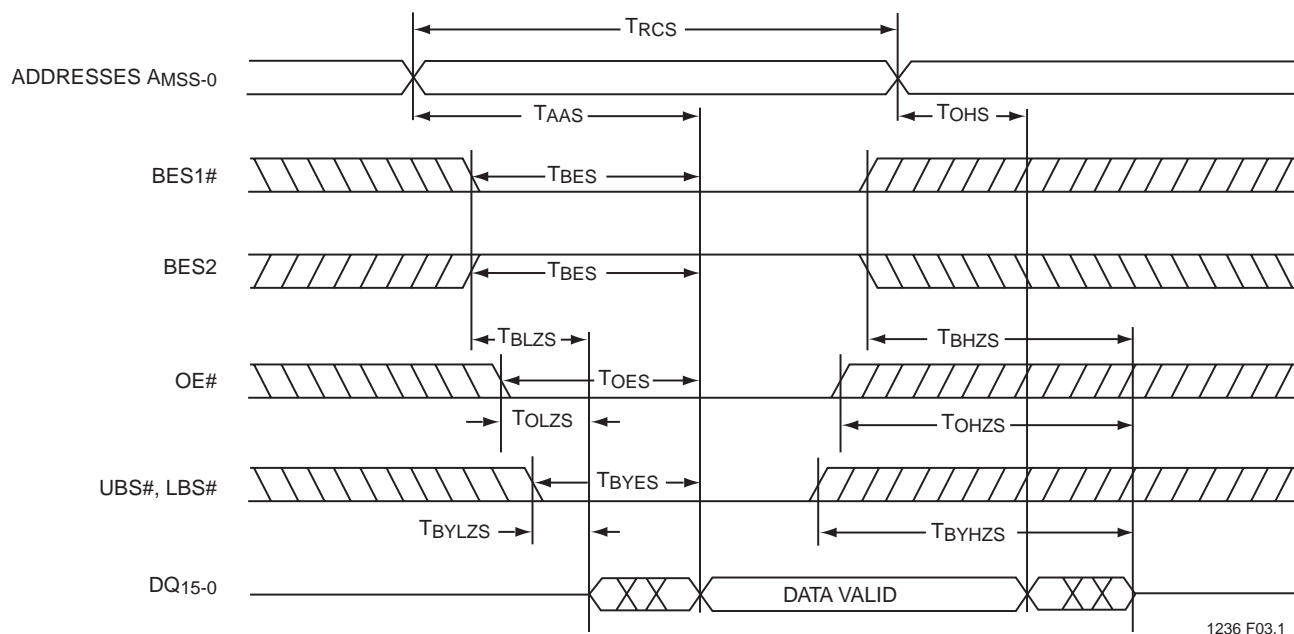 TRCS
ADDRESSES AMSS-0
TAAS
TOHS
BES1#
TBES
BES2
TBES
TBLZS
TBHZS
OE#
TOES
TOLZS
TOHZS
UBS#, LBS#
TBYES
TBYLZS
TBYHZS
DQ15-0
DATA VALID
1236 F03.1